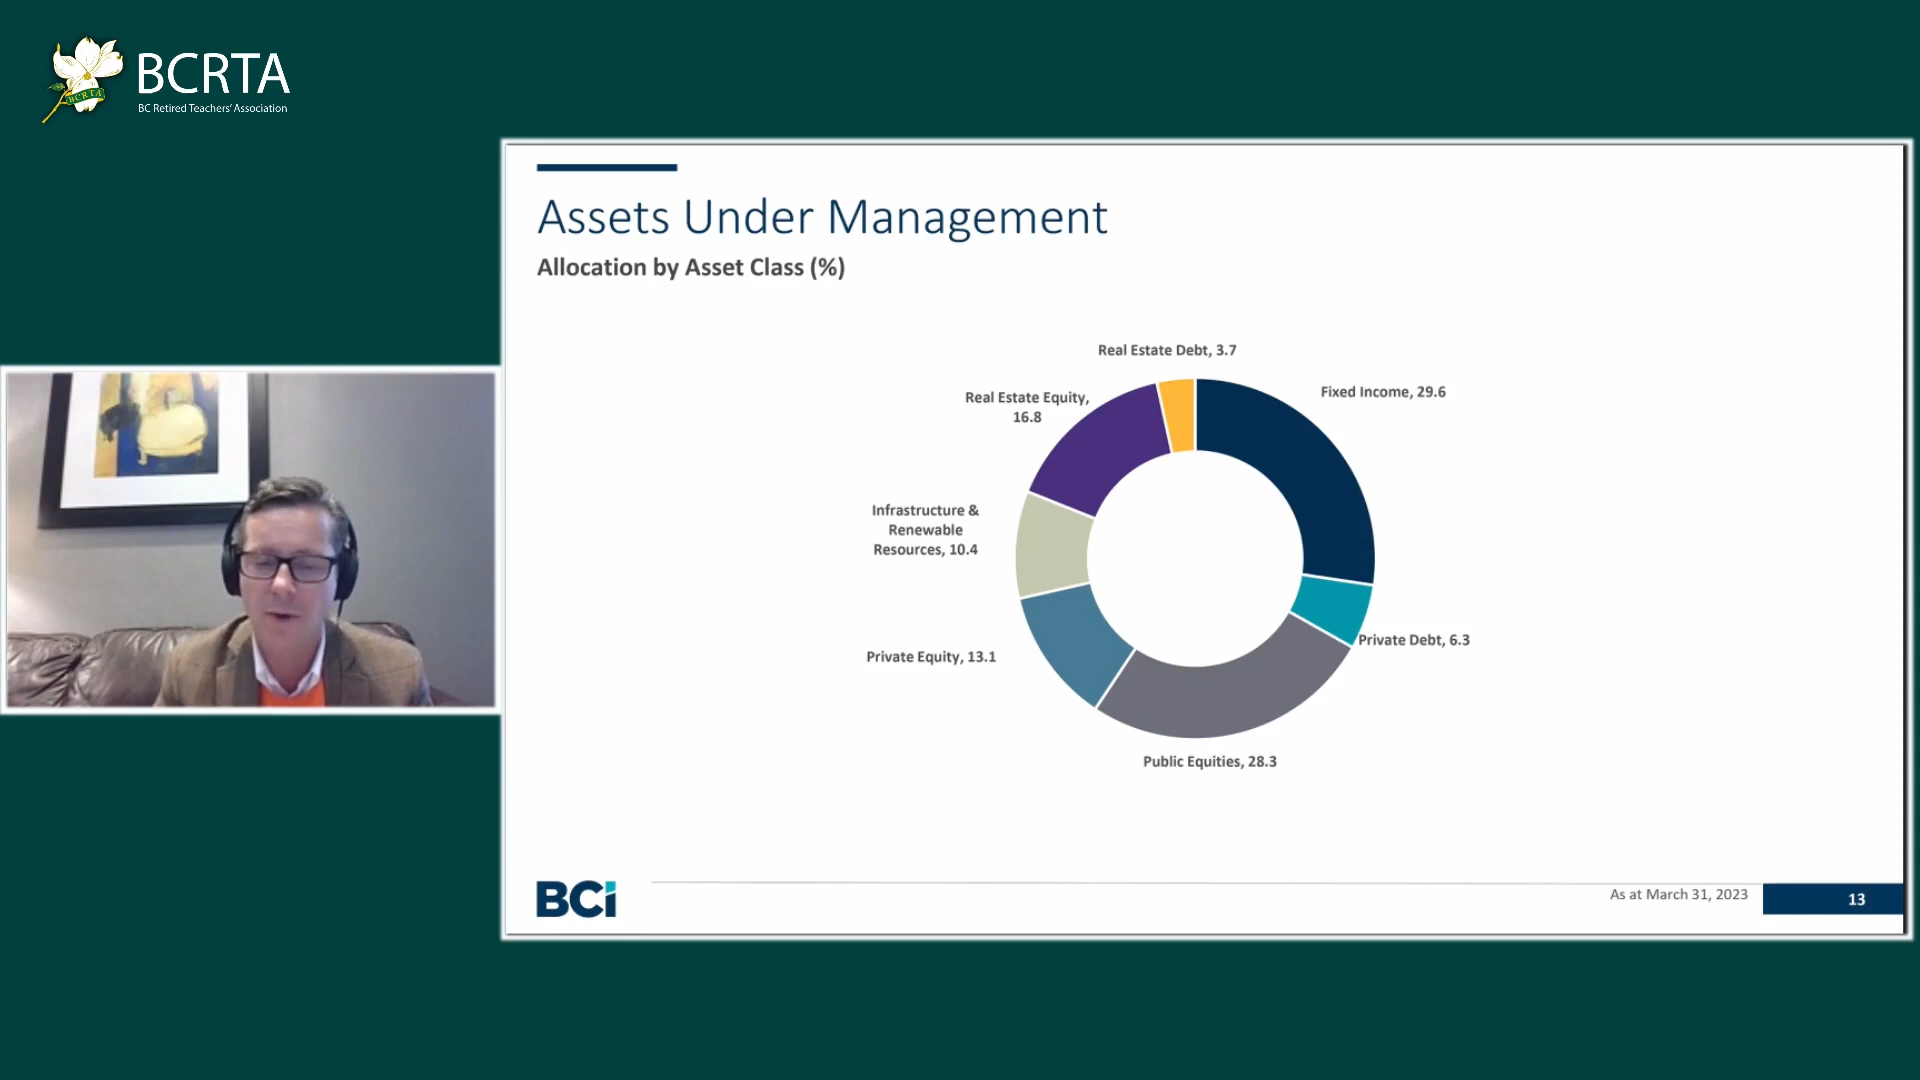 BCRTA
BCRTA
BC Retired Teachers' Association
Assets Under Management
Allocation by Asset Class (%)
Real Estate Debt, 3.7
Fixed Income, 29.6
Real Estate Equity,
16.8
Infrastructure &
Renewable
Resources, 10.4
Private Debt, 6.3
Private Equity, 13.1
Public Equities, 28.3
BCi
As at March 31, 2023
13